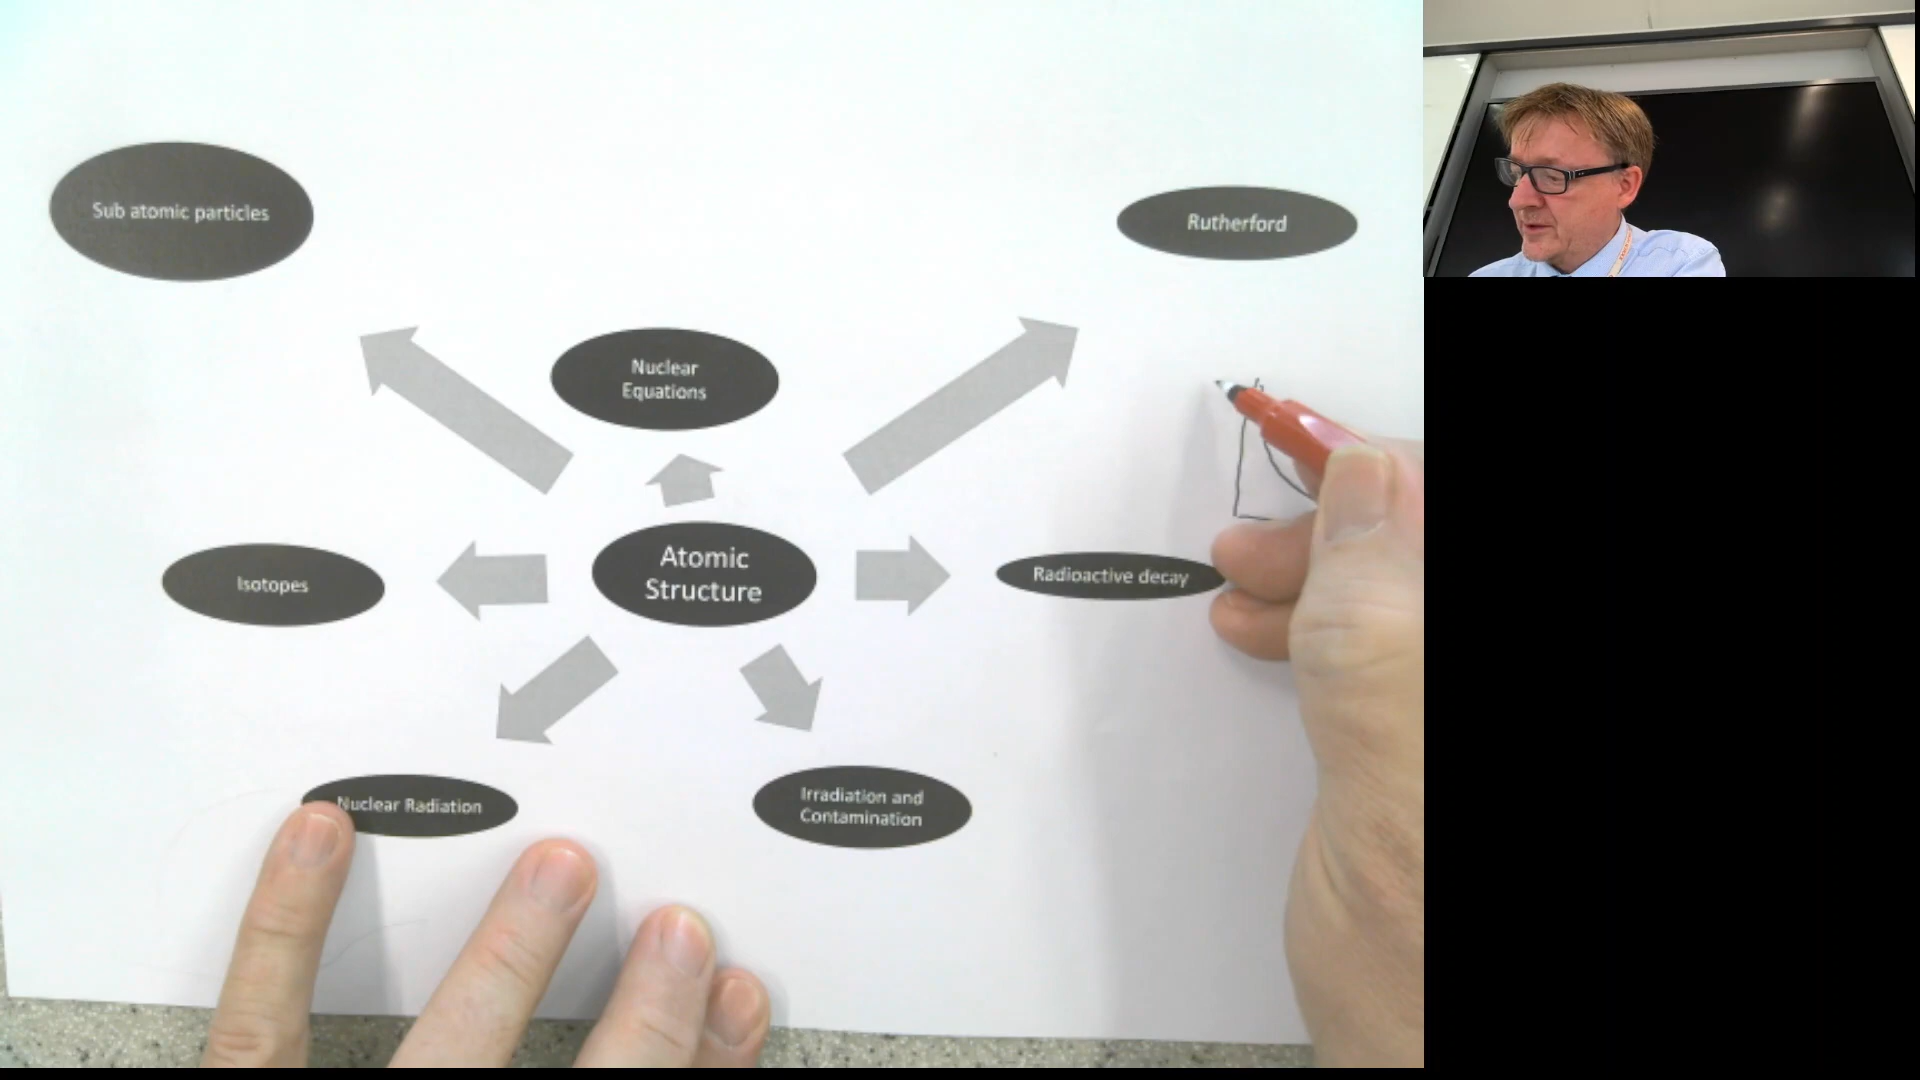 Sub atomic particles
Rutherford
Nuclear
Equations
Isotopes
Atomic
Structure
Radioactive decay
Nuclear Radiation
Irradiation and
Contamination